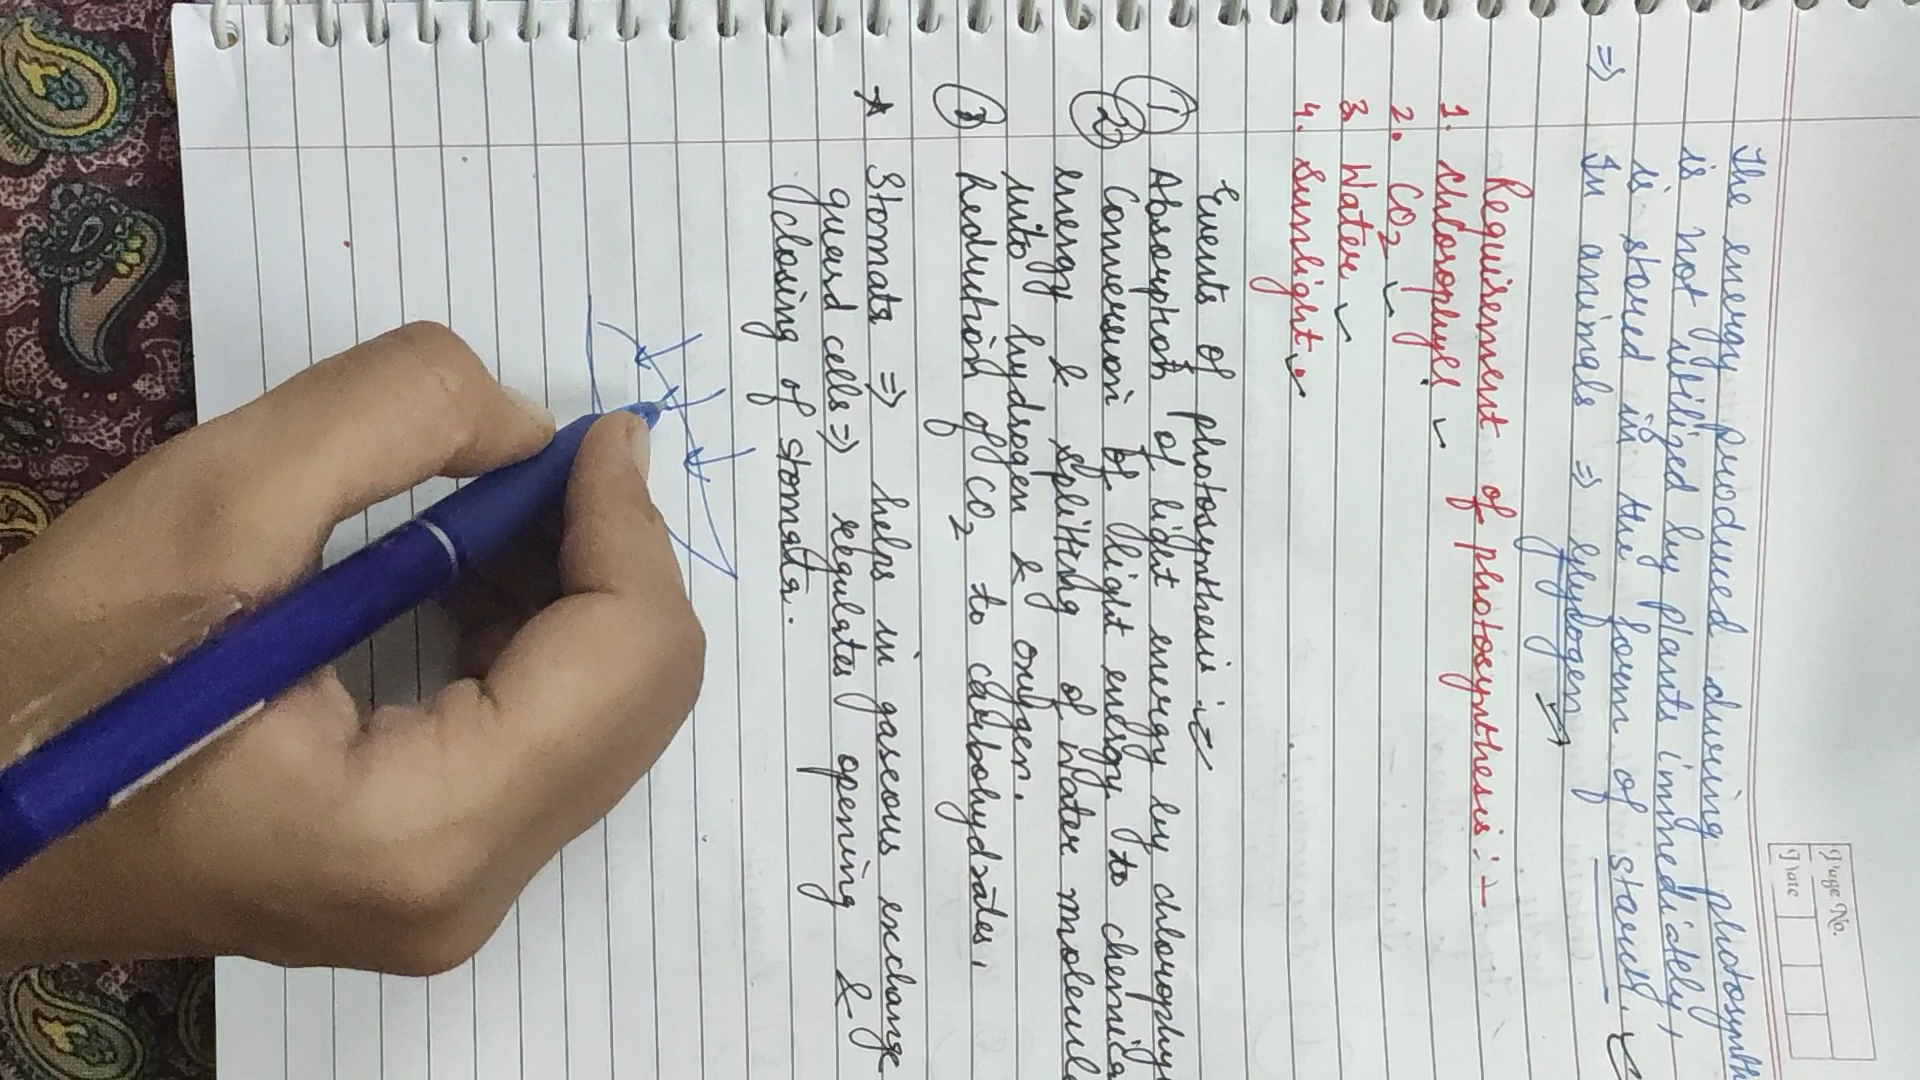 Page No.
Date
The energy produced during photosynth
is not utilized by plants immediately,
is stored in the form of starch.
⇒ In animals ⇒ glycogen
Requirement of photosynthesis :-
1. chlorophyll ✓
2. CO2 ✓
3. Water ✓
4. Sunlight. ✓
Events of photosynthesis :-
① Absorption of light energy by chlorophy
② Conversion of light energy to chemica
energy & splitting of water molecul
into hydrogen & oxygen.
③ Reduction of CO2 to carbohydrates.
★ Stomata ⇒ helps in gaseous exchange
guard cells ⇒ regulates opening &
closing of stomata.